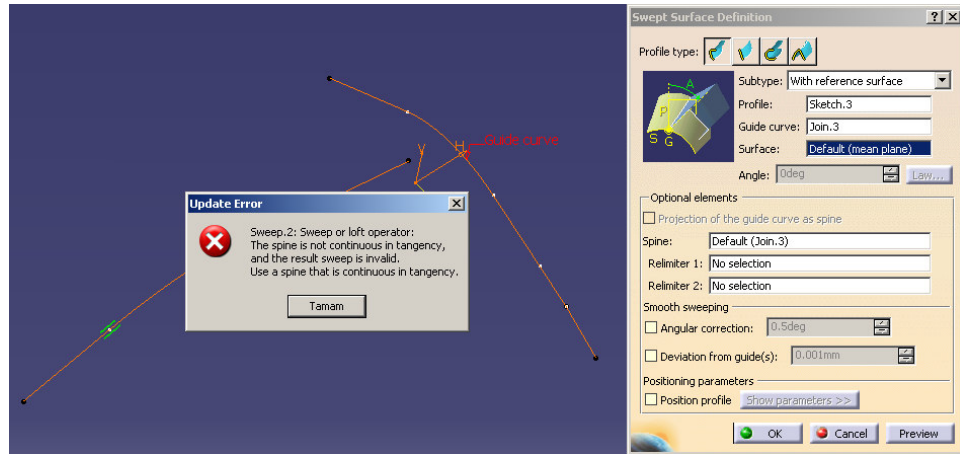 Swept Surface Definition
Profile type:
Subtype: With reference surface
Profile: Sketch.3
Guide curve: Join.3
Surface: Default (mean plane)
Angle: 0deg Law...
A
P
S G
Optional elements
Projection of the guide curve as spine
Spine: Default (Join.3)
Relimiter 1: No selection
Relimiter 2: No selection
Smooth sweeping
Angular correction: 0.5deg
Deviation from guide(s): 0.001mm
Positioning parameters
Position profile Show parameters >>
OK Cancel Preview
H Guide curve
V
Update Error
Sweep.2: Sweep or loft operator:
The spine is not continuous in tangency,
and the result sweep is invalid.
Use a spine that is continuous in tangency.
Tamam